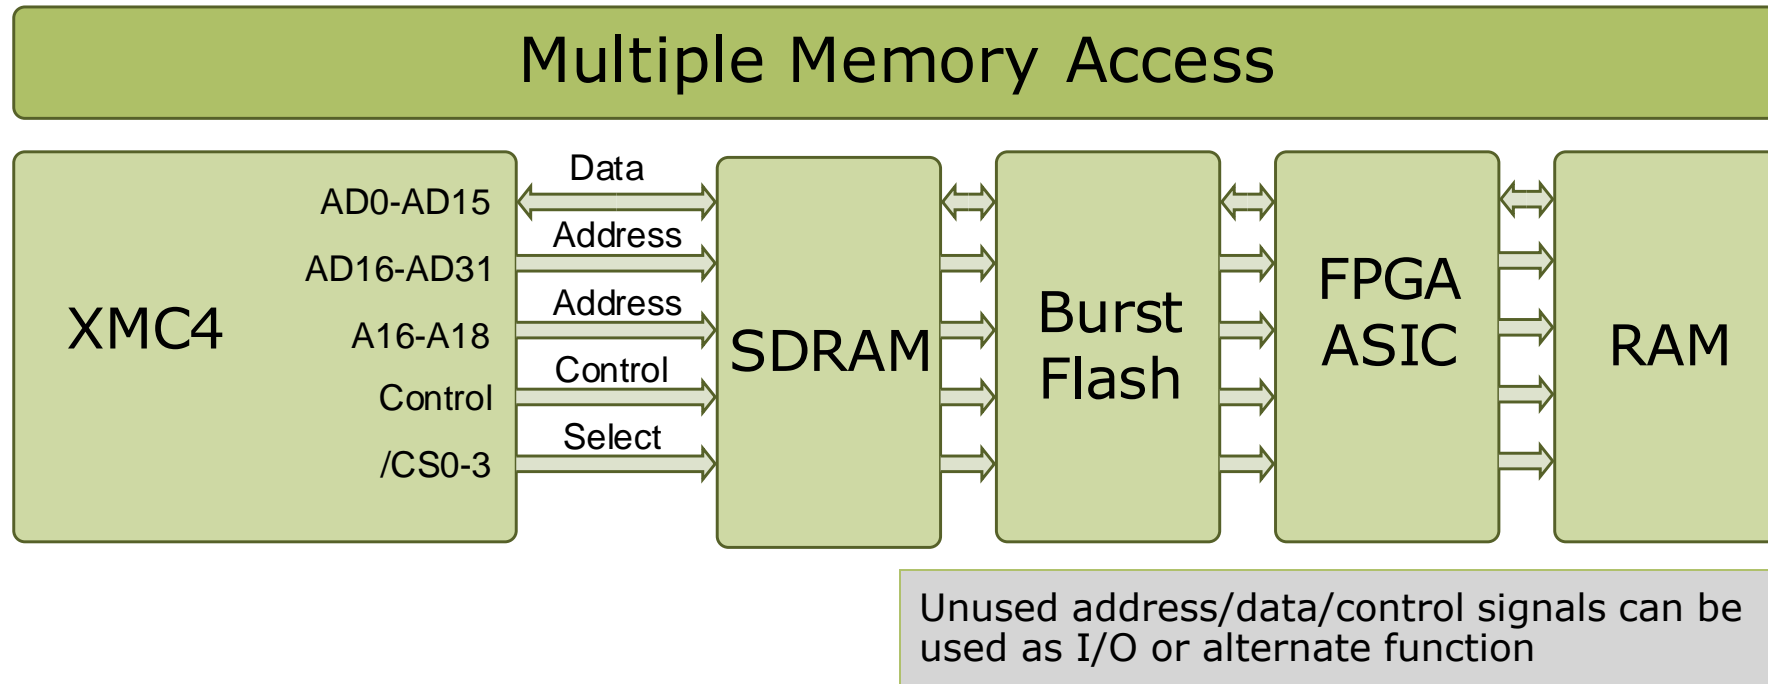 Multiple Memory Access
XMC4
AD0-AD15
AD16-AD31
A16-A18
Control
/CS0-3
Data
Address
Address
Control
Select
SDRAM
Burst
Flash
FPGA
ASIC
RAM
Unused address/data/control signals can be
used as I/O or alternate function